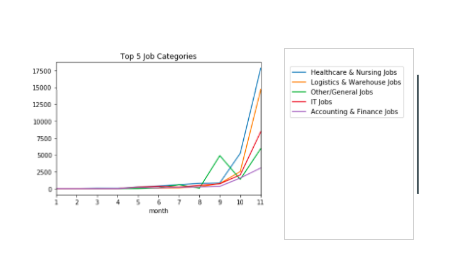 Top 5 Job Categories
17500
15000
12500
10000
7500
5000
2500
0
1 2 3 4 5 6 7 8 9 10 11
month
Healthcare & Nursing Jobs
Logistics & Warehouse Jobs
Other/General Jobs
IT Jobs
Accounting & Finance Jobs